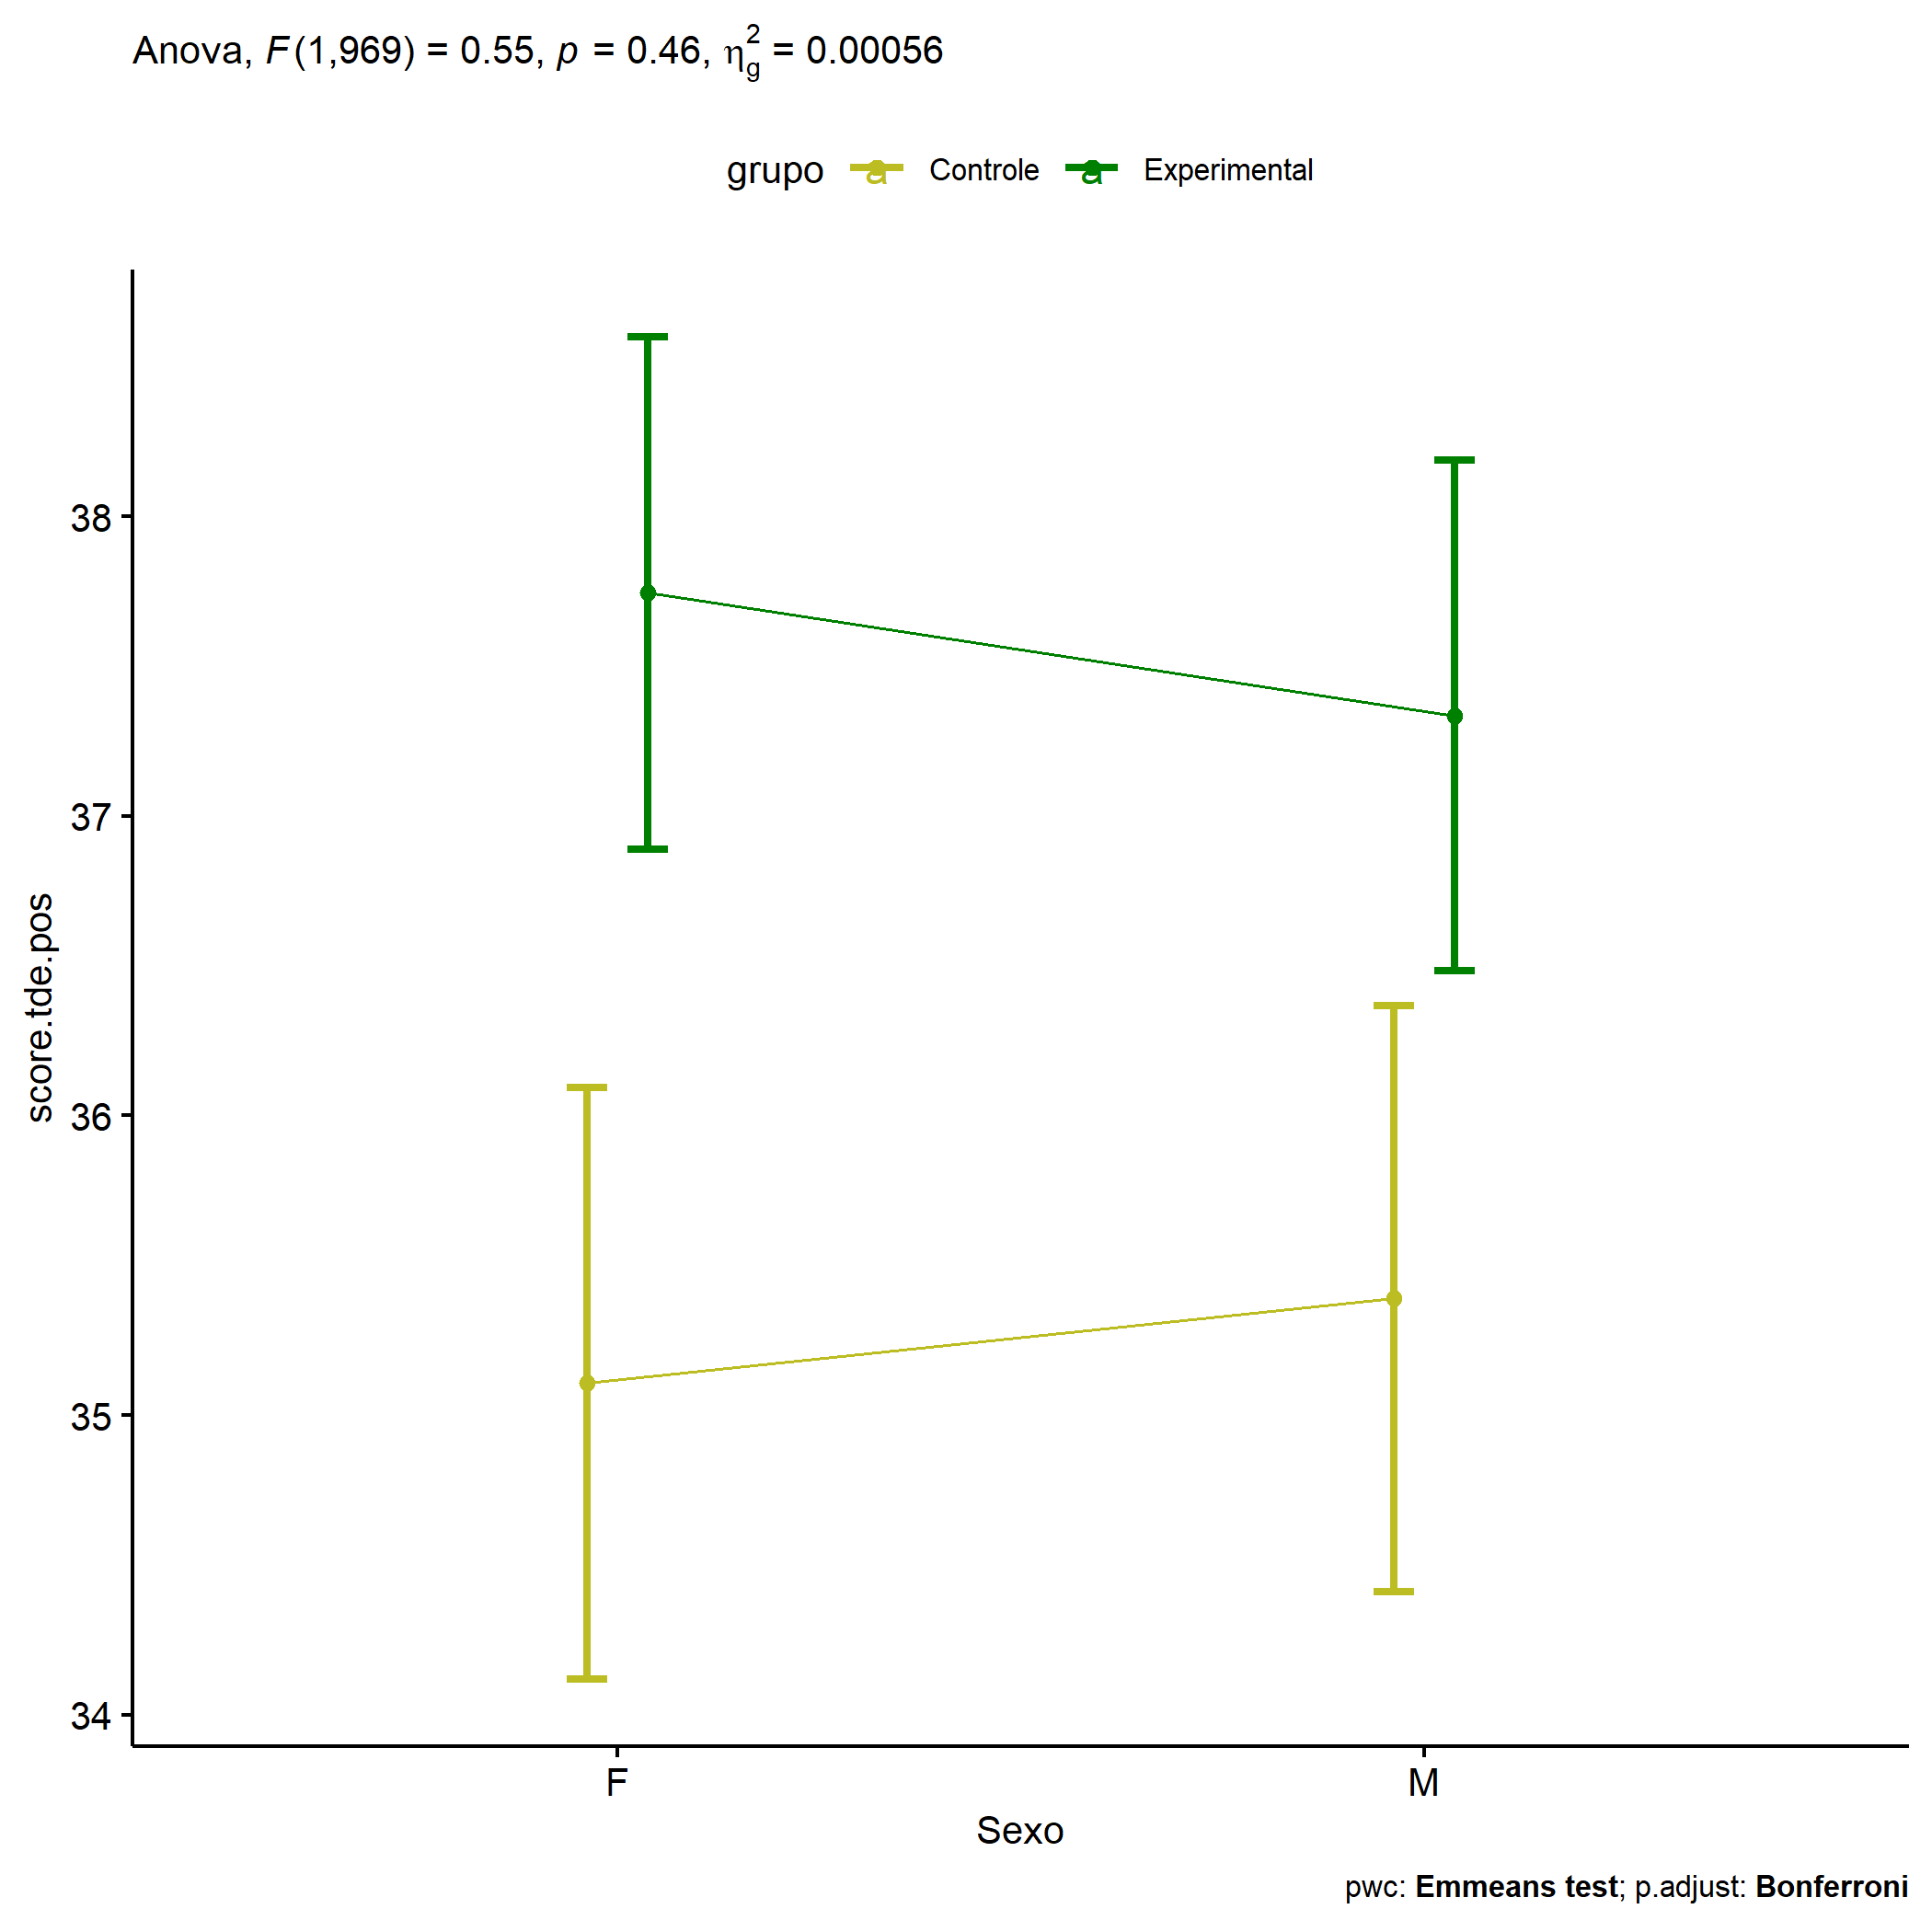 Anova, F(1,969) = 0.55, p = 0.46, η²g = 0.00056
grupo a Controle a Experimental
38
37
36
35
34
score.tde.pos
F M
Sexo
pwc: Emmeans test; p.adjust: Bonferroni